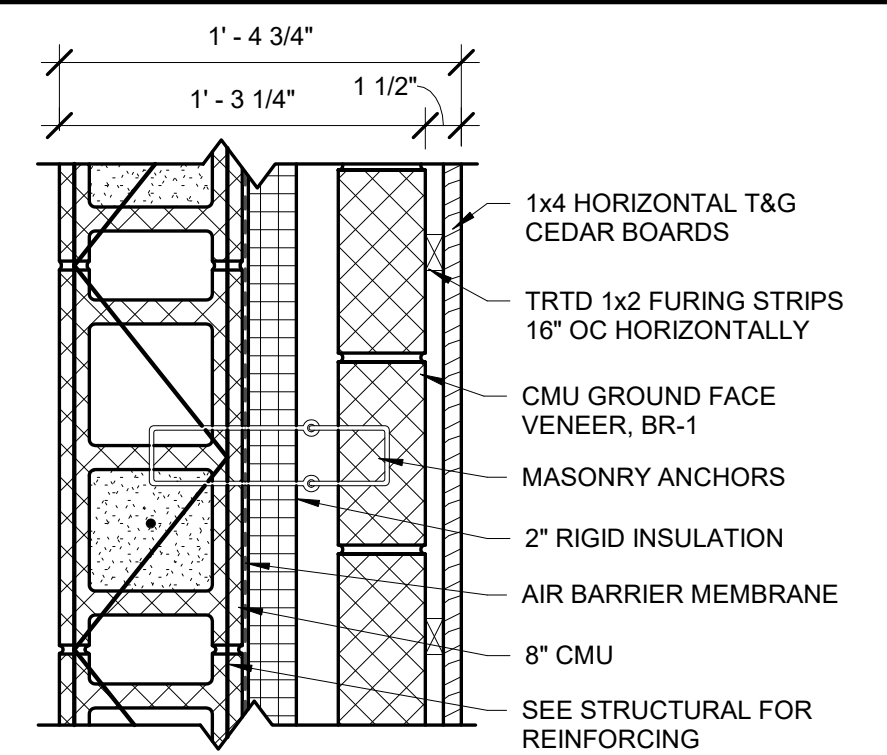 1' - 4 3/4"
1' - 3 1/4"
1 1/2"
1x4 HORIZONTAL T&G
CEDAR BOARDS
TRTD 1x2 FURING STRIPS
16" OC HORIZONTALLY
CMU GROUND FACE
VENEER, BR-1
MASONRY ANCHORS
2" RIGID INSULATION
AIR BARRIER MEMBRANE
8" CMU
SEE STRUCTURAL FOR
REINFORCING